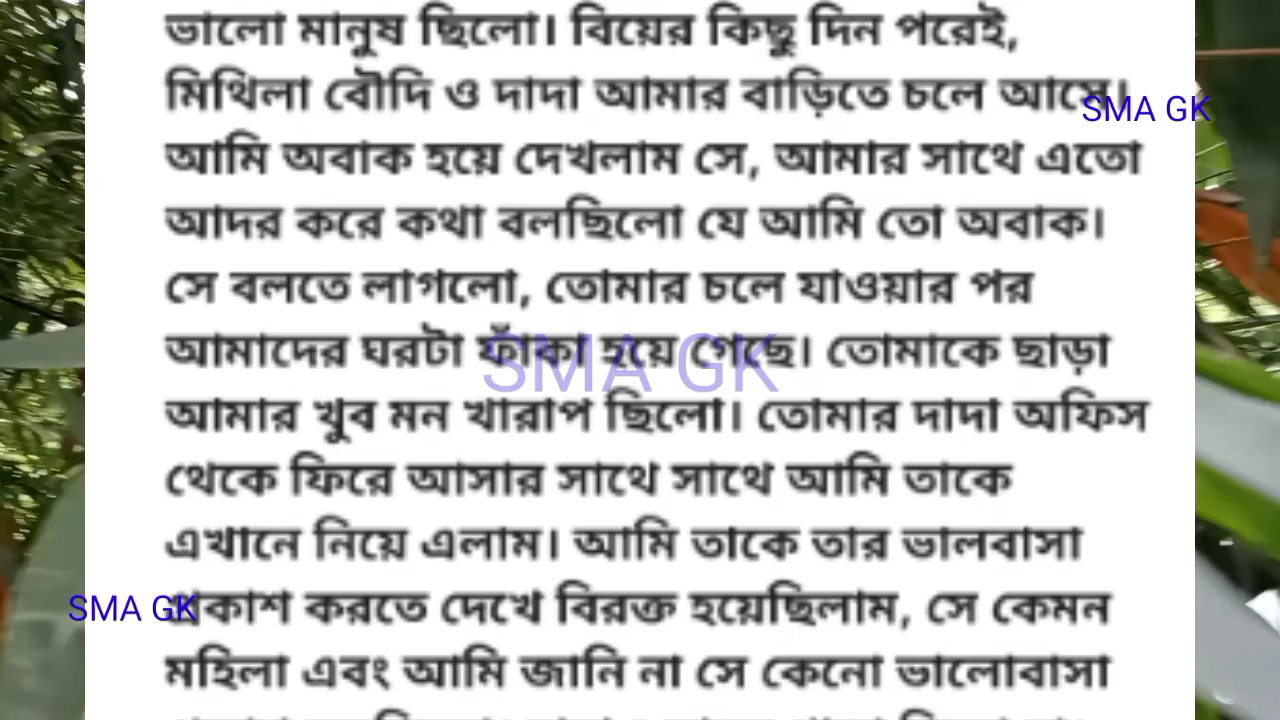 ভালো মানুষ ছিলো। বিয়ের কিছু দিন পরেই,
মিথিলা বৌদি ও দাদা আমার বাড়িতে চলে আসে।
SMA GK
আমি অবাক হয়ে দেখলাম সে, আমার সাথে এতো
আদর করে কথা বলছিলো যে আমি তো অবাক।
সে বলতে লাগলো, তোমার চলে যাওয়ার পর
আমাদের ঘরটা ফাঁকা হয়ে গেছে। তোমাকে ছাড়া
SMA GK
আমার খুব মন খারাপ ছিলো। তোমার দাদা অফিস
থেকে ফিরে আসার সাথে সাথে আমি তাকে
এখানে নিয়ে এলাম। আমি তাকে তার ভালবাসা
SMA GK
প্রকাশ করতে দেখে বিরক্ত হয়েছিলাম, সে কেমন
মহিলা এবং আমি জানি না সে কেনো ভালোবাসা